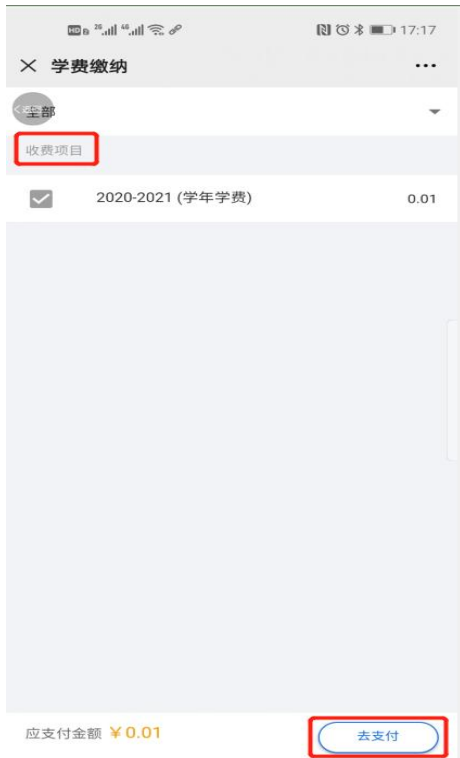 17:17
学费缴纳
全部
收费项目
2020-2021 (学年学费) 0.01
应支付金额 ¥0.01 去支付